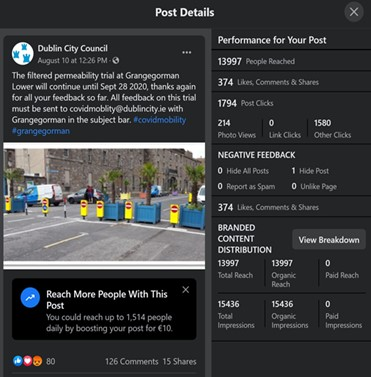 Post Details
Dublin City Council
August 10 at 12:26 PM ·
The filtered permeability trial at Grangegorman
Lower will continue until Sept 28 2020, thanks again
for all your feedback so far. All feedback on this trial
must be sent to covidmoblity@dublincity.ie with
Grangegorman in the subject bar. #covidmobility
#grangegorman
Reach More People With This
Post
You could reach up to 1,514 people
daily by boosting your post for €10.
80
126 Comments 15 Shares
Performance for Your Post
13997 People Reached
374 Likes, Comments & Shares
1794 Post Clicks
214 0 1580
Photo Views Link Clicks Other Clicks
NEGATIVE FEEDBACK
0 Hide All Posts 1 Hide Post
0 Report as Spam 0 Unlike Page
374 Likes, Comments & Shares
BRANDED
CONTENT
DISTRIBUTION
View Breakdown
13997 13997 0
Total Reach Organic Paid Reach
Reach
15436 15436 0
Total Organic Paid
Impressions Impressions Impressions